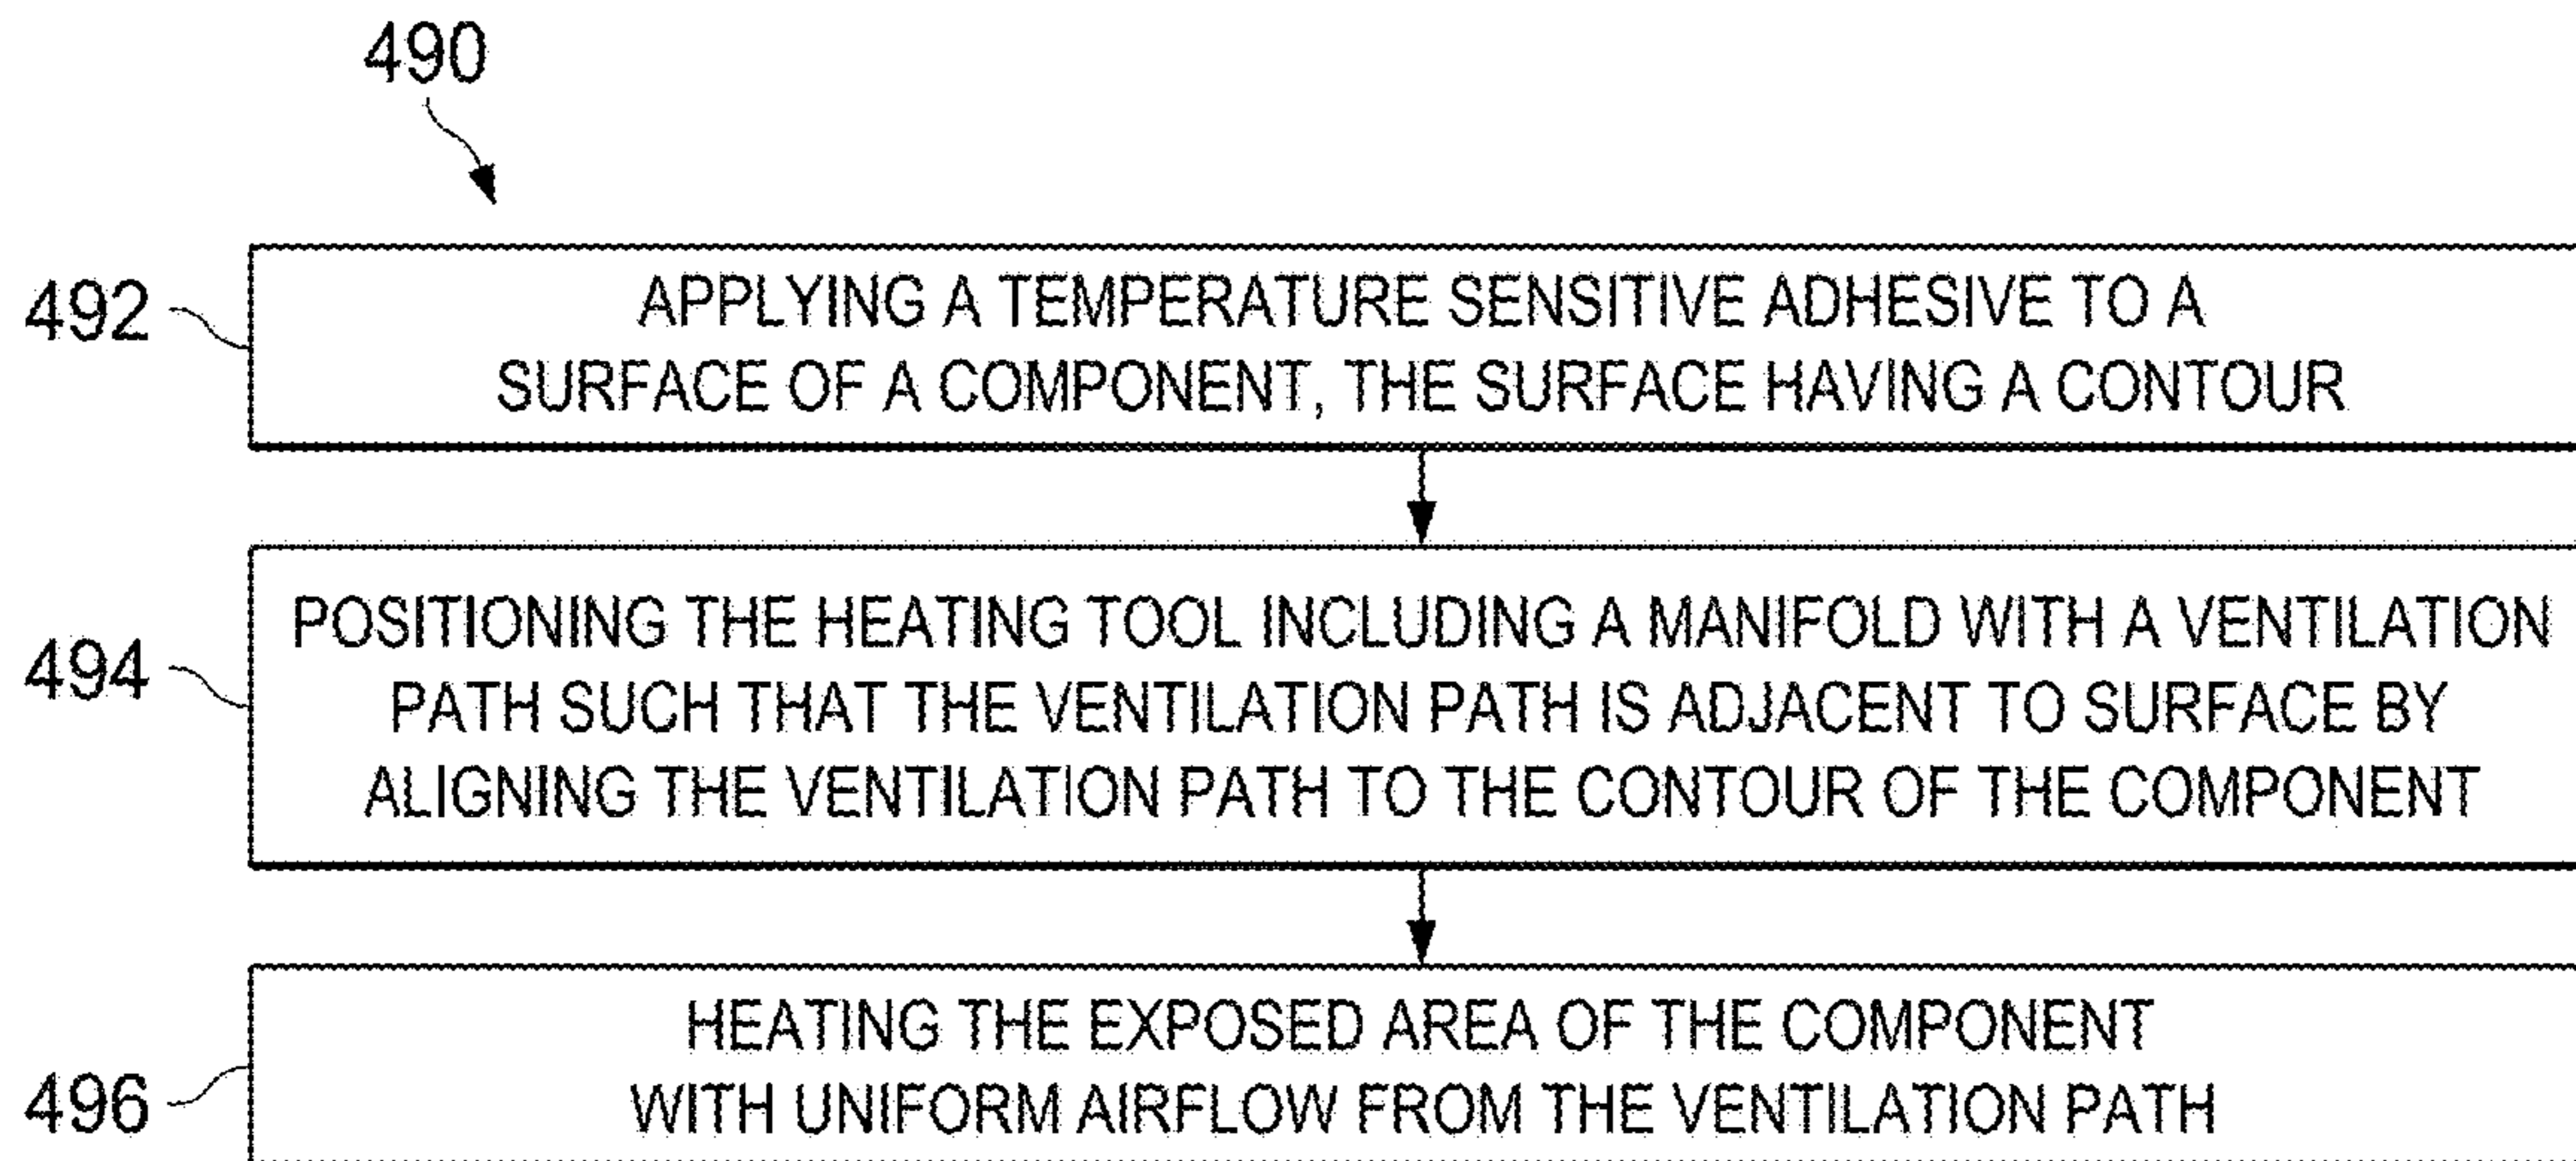 490
492
APPLYING A TEMPERATURE SENSITIVE ADHESIVE TO A
SURFACE OF A COMPONENT, THE SURFACE HAVING A CONTOUR
494
POSITIONING THE HEATING TOOL INCLUDING A MANIFOLD WITH A VENTILATION
PATH SUCH THAT THE VENTILATION PATH IS ADJACENT TO SURFACE BY
ALIGNING THE VENTILATION PATH TO THE CONTOUR OF THE COMPONENT
496
HEATING THE EXPOSED AREA OF THE COMPONENT
WITH UNIFORM AIRFLOW FROM THE VENTILATION PATH